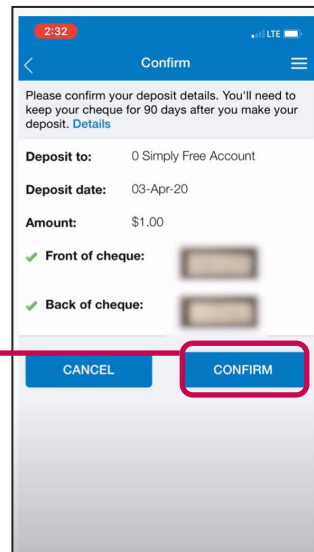 2:32 LTE
Confirm
Please confirm your deposit details. You'll need to
keep your cheque for 90 days after you make your
deposit. Details
Deposit to: 0 Simply Free Account
Deposit date: 03-Apr-20
Amount: $1.00
Front of cheque:
Back of cheque:
CANCEL CONFIRM